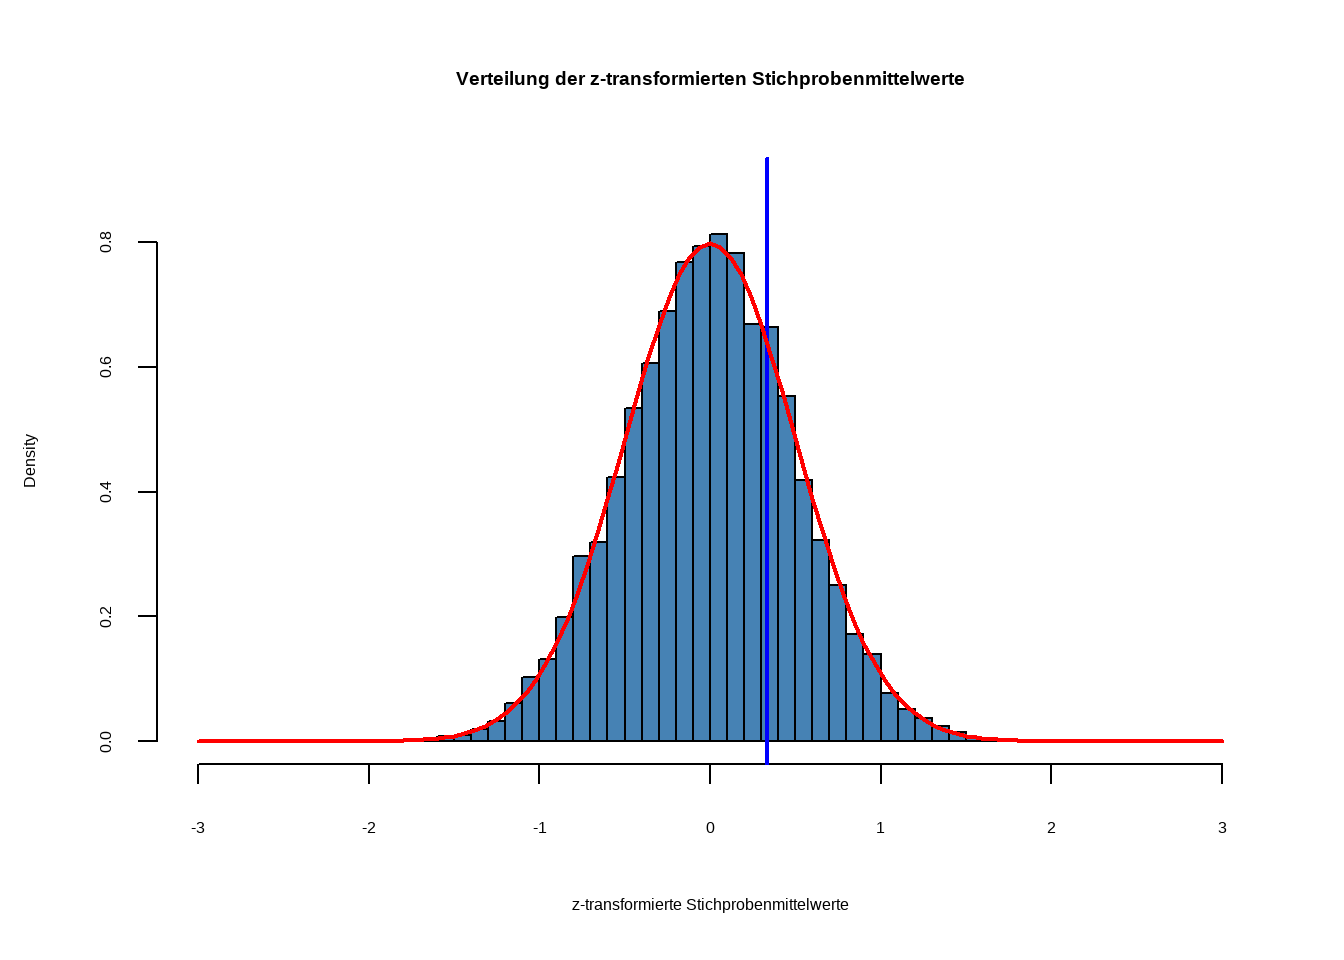 Verteilung der z-transformierten Stichprobenmittelwerte
Density
0.8
0.6
0.4
0.2
0.0
-3 -2 -1 0 1 2 3
z-transformierte Stichprobenmittelwerte